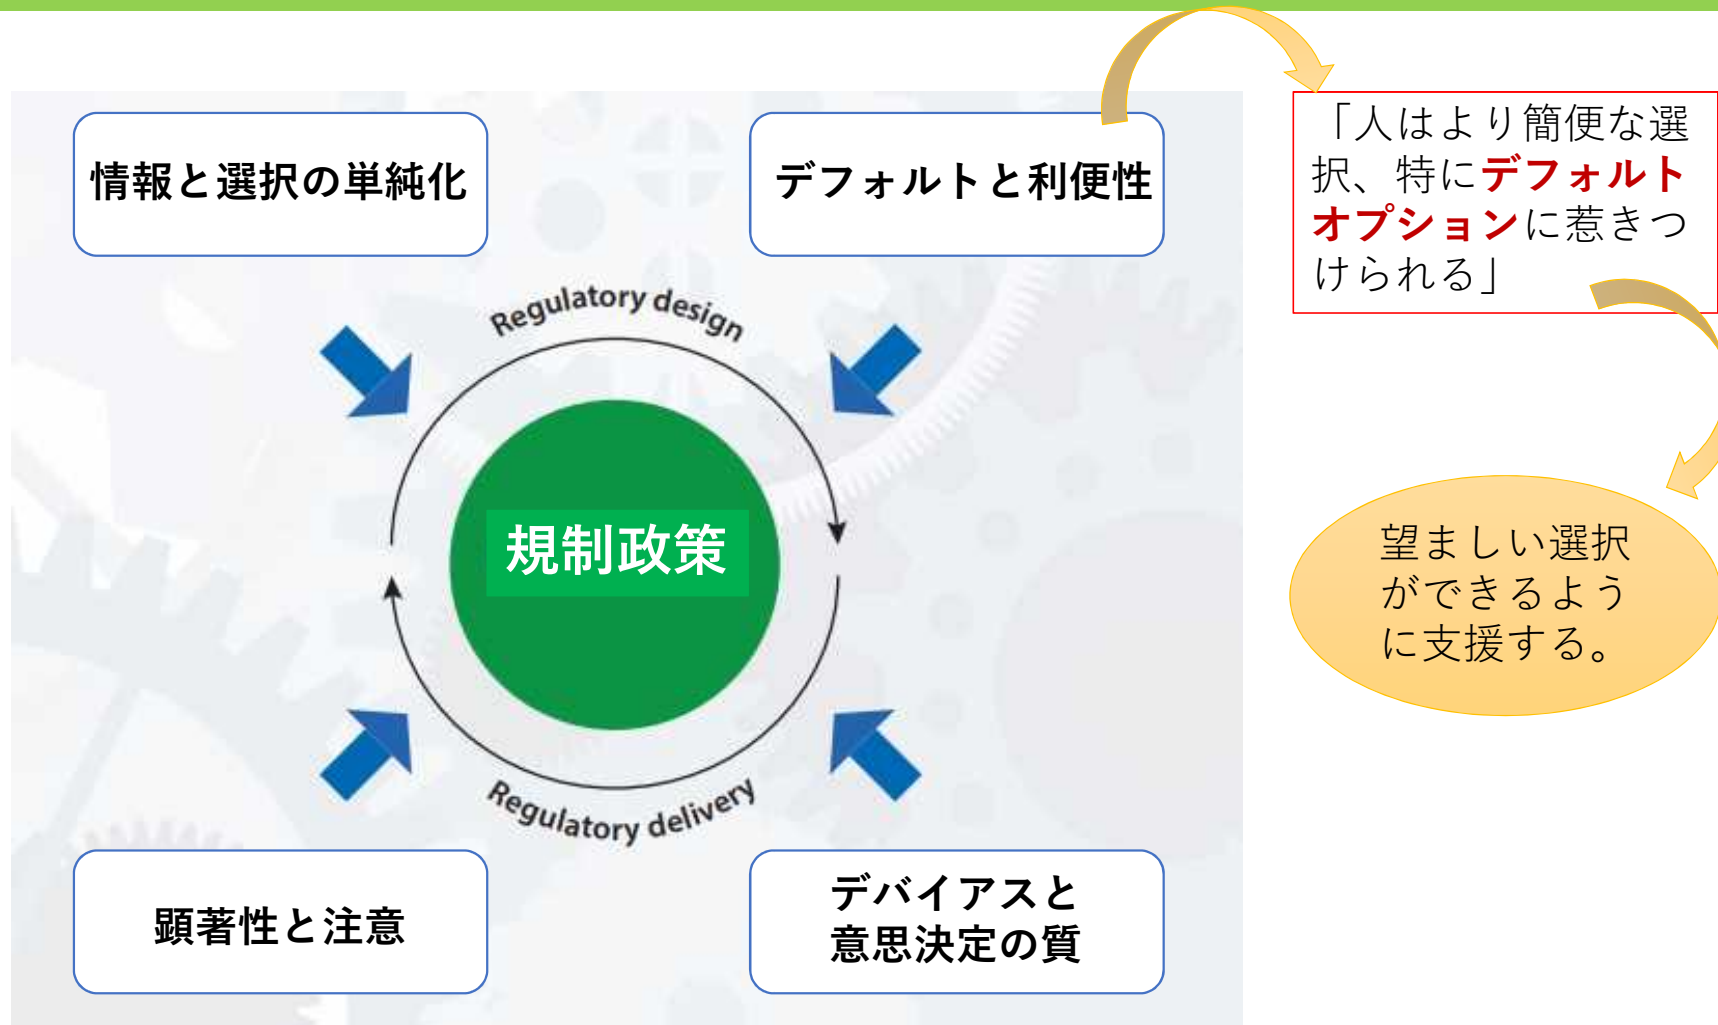 情報と選択の単純化
デフォルトと利便性
「人はより簡便な選
択、特にデフォルト
オプションに惹きつ
けられる」
Regulatory design
規制政策
望ましい選択
ができるよう
に支援する。
Regulatory delivery
顕著性と注意
デバイアスと
意思決定の質